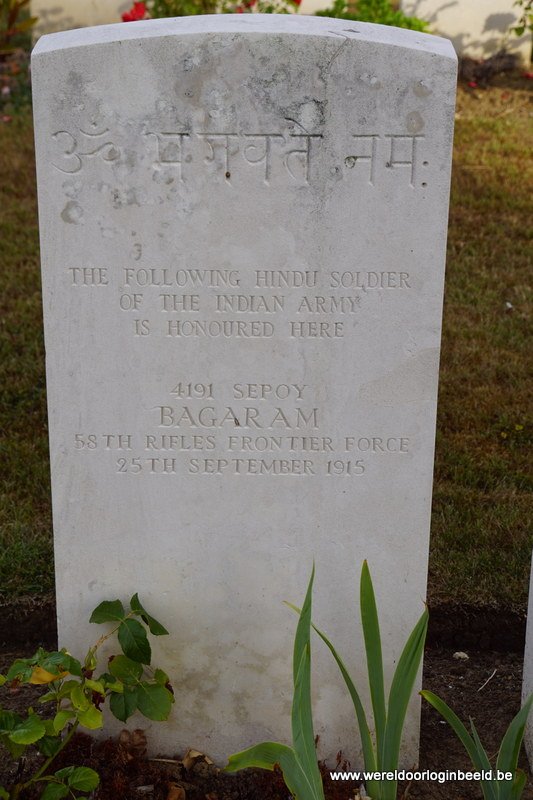 ॐ भगवते नमः
THE FOLLOWING HINDU SOLDIER
OF THE INDIAN ARMY
IS HONOURED HERE
4191 SEPOY
BAGARAM
58TH RIFLES FRONTIER FORCE
25TH SEPTEMBER 1915
www.wereldoorloginbeeld.be